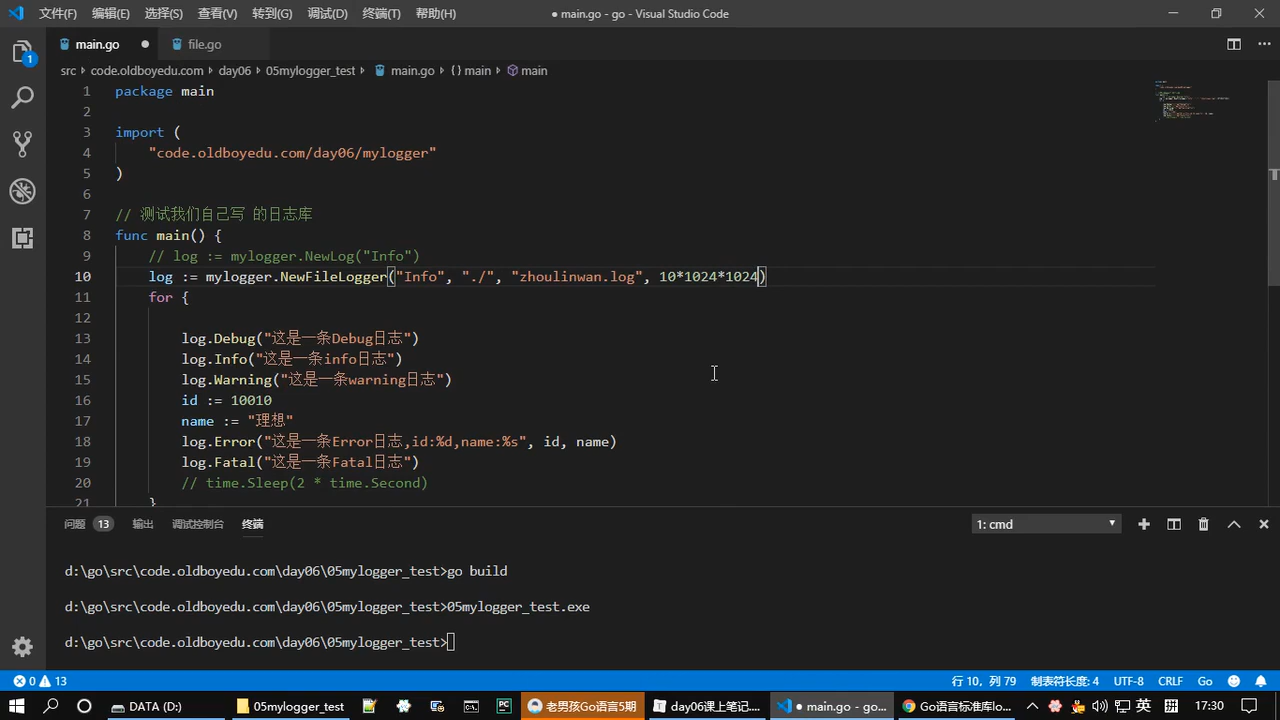 文件(F) 编辑(E) 选择(S) 查看(V) 转到(G) 调试(D) 终端(T) 帮助(H) ● main.go - go - Visual Studio Code
main.go file.go
src > code.oldboyedu.com > day06 > 05mylogger_test > main.go > {} main > main
1 package main
2
3 import (
4 "code.oldboyedu.com/day06/mylogger"
5 )
6
7 // 测试我们自己写 的日志库
8 func main() {
9 // log := mylogger.NewLog("Info")
10 log := mylogger.NewFileLogger("Info", "./", "zhoulinwan.log", 10*1024*1024)
11 for {
12
13 log.Debug("这是一条Debug日志")
14 log.Info("这是一条info日志")
15 log.Warning("这是一条warning日志")
16 id := 10010
17 name := "理想"
18 log.Error("这是一条Error日志,id:%d,name:%s", id, name)
19 log.Fatal("这是一条Fatal日志")
20 // time.Sleep(2 * time.Second)
21 }
问题 13 输出 调试控制台 终端 1: cmd
d:\go\src\code.oldboyedu.com\day06\05mylogger_test>go build
d:\go\src\code.oldboyedu.com\day06\05mylogger_test>05mylogger_test.exe
d:\go\src\code.oldboyedu.com\day06\05mylogger_test>
0 13 行 10, 列 79 制表符长度: 4 UTF-8 CRLF Go
DATA (D:) 05mylogger_test 老男孩Go语言5期 day06课上笔记.... ● main.go - go... Go语言标准库lo... 英 17:30